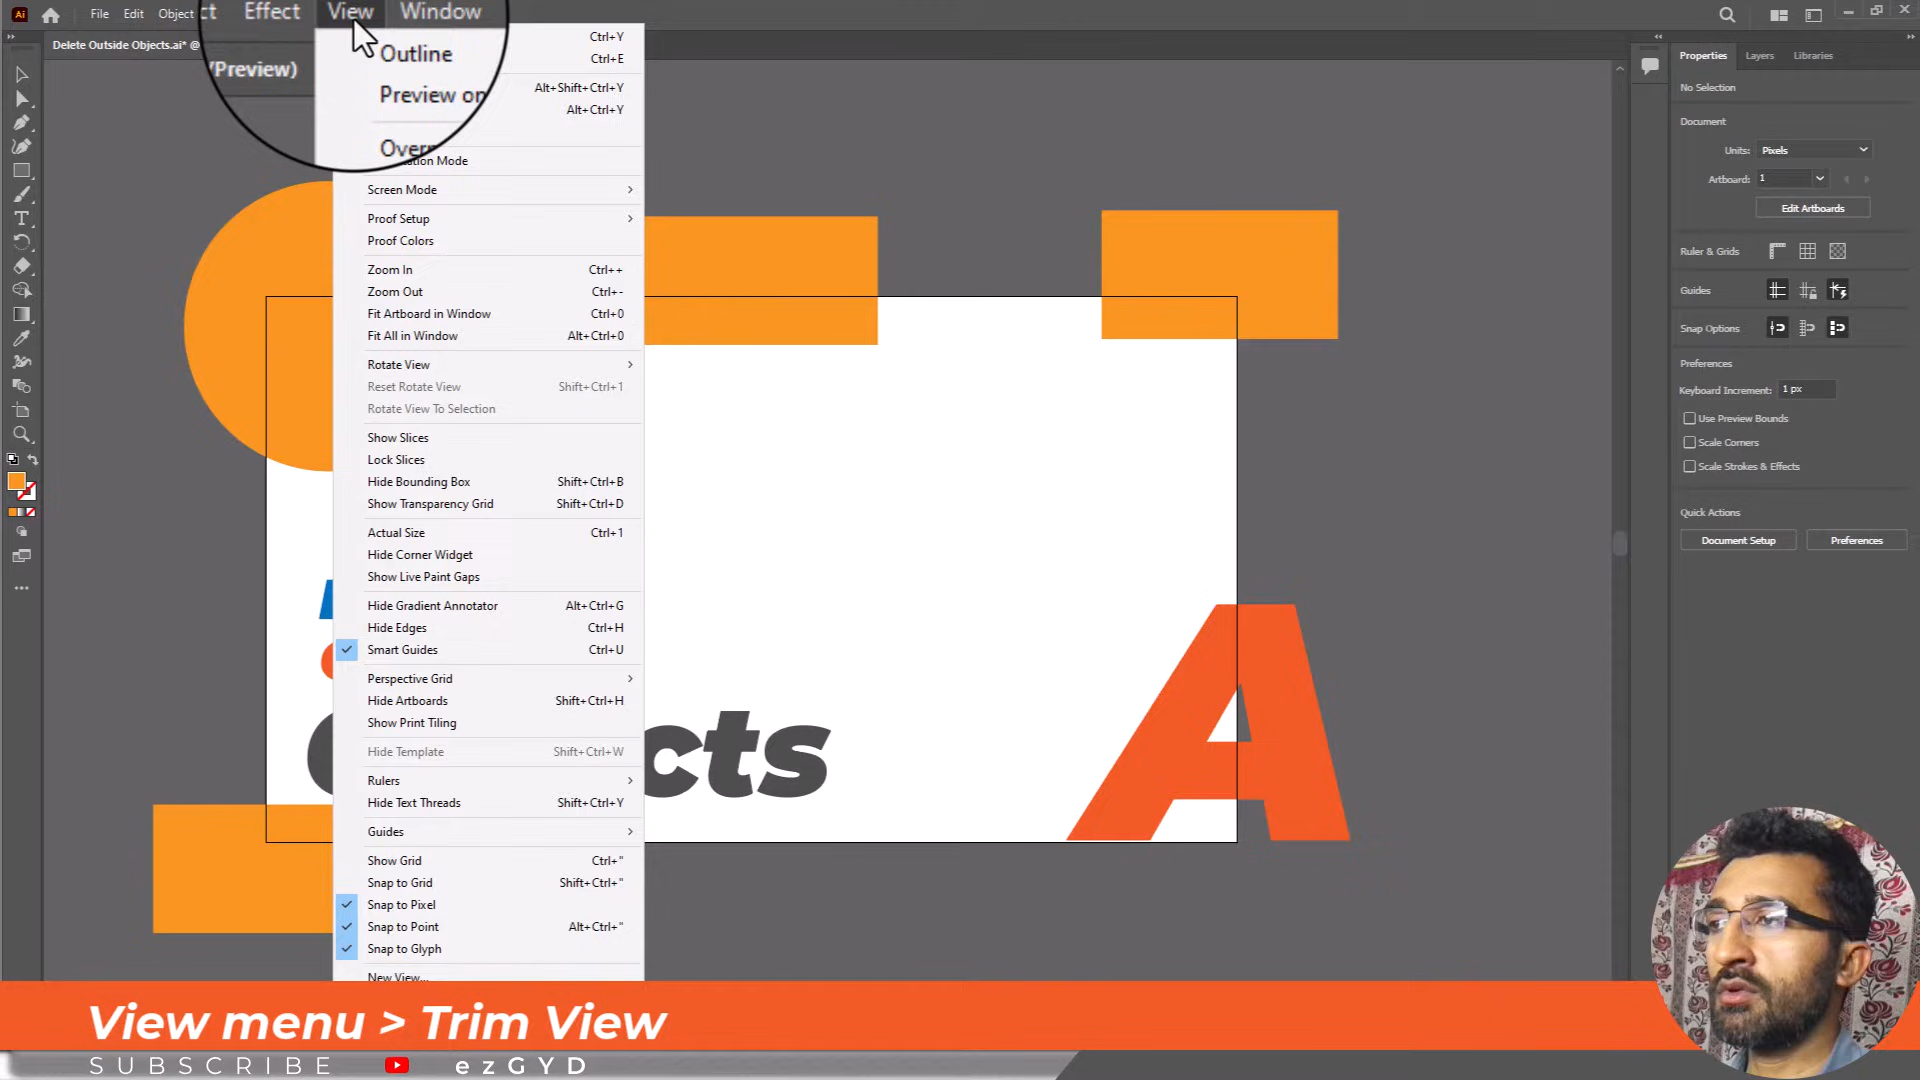 Ai File Edit Object ct Effect View Window
Delete Outside Objects.ai* @
/Preview)
Outline
Ctrl+Y
Ctrl+E
Preview on
Alt+Shift+Ctrl+Y
Alt+Ctrl+Y
Overp
ation Mode
Screen Mode
Proof Setup
Proof Colors
Zoom In Ctrl++
Zoom Out Ctrl+-
Fit Artboard in Window Ctrl+0
Fit All in Window Alt+Ctrl+0
Rotate View
Reset Rotate View Shift+Ctrl+1
Rotate View To Selection
Show Slices
Lock Slices
Hide Bounding Box Shift+Ctrl+B
Show Transparency Grid Shift+Ctrl+D
Actual Size Ctrl+1
Hide Corner Widget
Show Live Paint Gaps
Hide Gradient Annotator Alt+Ctrl+G
Hide Edges Ctrl+H
Smart Guides Ctrl+U
Perspective Grid
Hide Artboards Shift+Ctrl+H
Show Print Tiling
Hide Template Shift+Ctrl+W
Rulers
Hide Text Threads Shift+Ctrl+Y
Guides
Show Grid Ctrl+"
Snap to Grid Shift+Ctrl+"
Snap to Pixel
Snap to Point Alt+Ctrl+"
Snap to Glyph
New View...
cts
A
Properties Layers Libraries
No Selection
Document
Units: Pixels
Artboard: 1
Edit Artboards
Ruler & Grids
Guides
Snap Options
Preferences
Keyboard Increment: 1 px
Use Preview Bounds
Scale Corners
Scale Strokes & Effects
Quick Actions
Document Setup Preferences
View menu > Trim View
SUBSCRIBE ezGYD